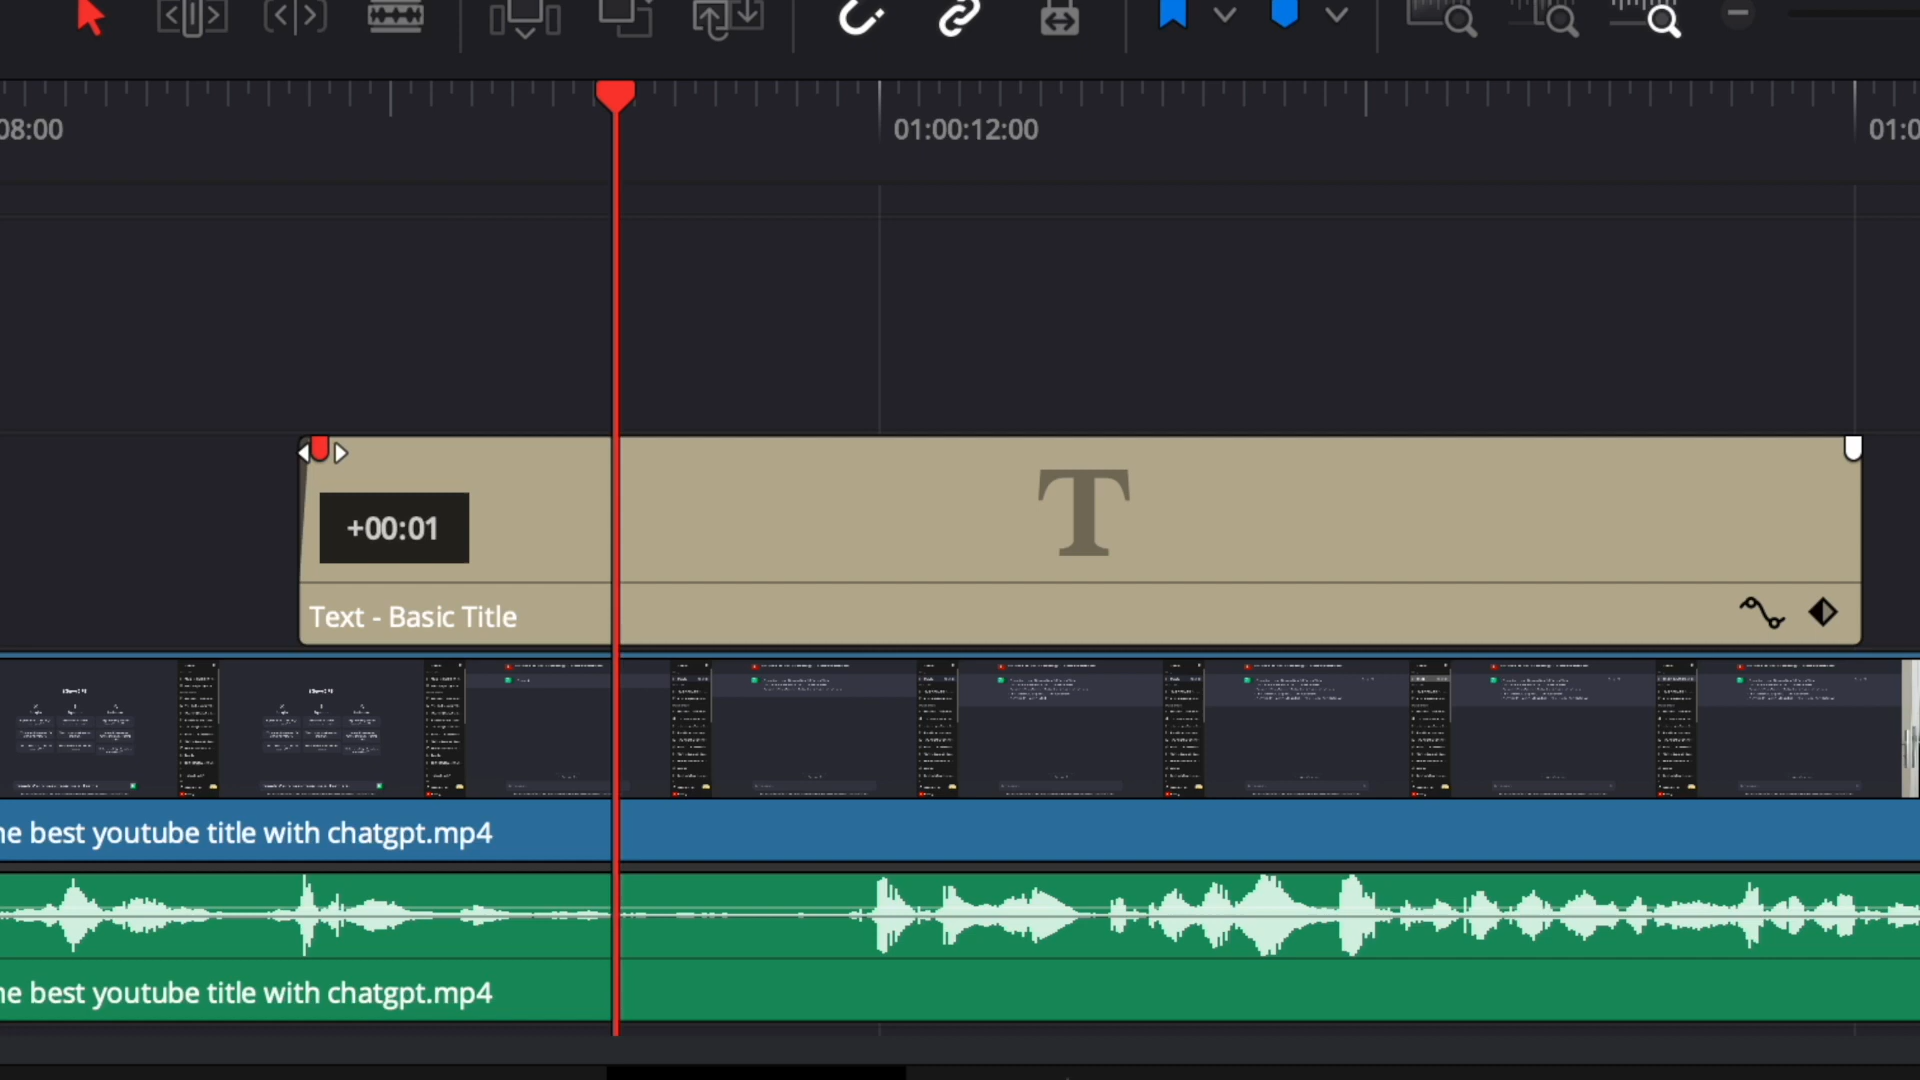 08:00
01:00:12:00
01:0
+00:01
T
Text - Basic Title
he best youtube title with chatgpt.mp4
he best youtube title with chatgpt.mp4